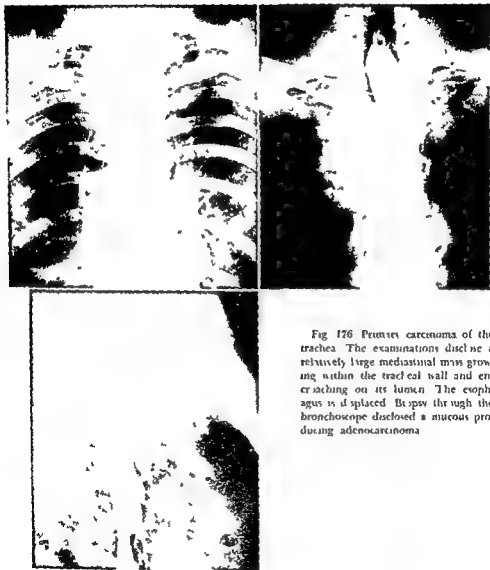 Fig 176 Primary carcinoma of the
trachea The examinations disclose a
relatively large mediastinal mass grow
ing within the tracheal wall and en
croaching on its lumen The esoph
agus is displaced Biopsy through the
bronchoscope disclosed a mucous pro
ducing adenocarcinoma